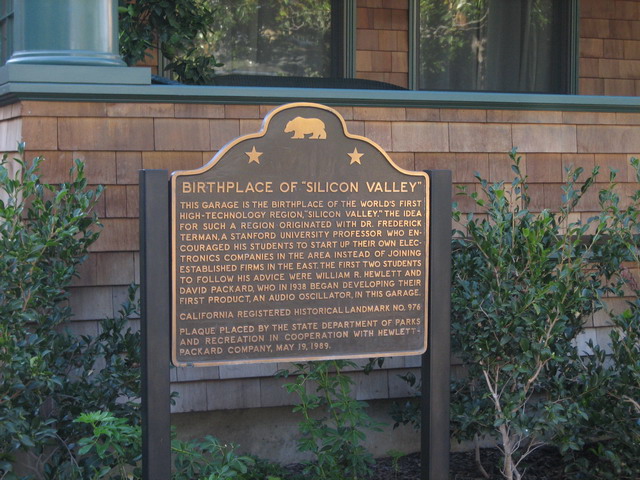 BIRTHPLACE OF "SILICON VALLEY"
THIS GARAGE IS THE BIRTHPLACE OF THE WORLD'S FIRST
HIGH-TECHNOLOGY REGION, "SILICON VALLEY." THE IDEA
FOR SUCH A REGION ORIGINATED WITH DR. FREDERICK
TERMAN, A STANFORD UNIVERSITY PROFESSOR WHO EN-
COURAGED HIS STUDENTS TO START UP THEIR OWN ELEC-
TRONICS COMPANIES IN THE AREA INSTEAD OF JOINING
ESTABLISHED FIRMS IN THE EAST. THE FIRST TWO STUDENTS
TO FOLLOW HIS ADVICE WERE WILLIAM R. HEWLETT AND
DAVID PACKARD, WHO IN 1938 BEGAN DEVELOPING THEIR
FIRST PRODUCT, AN AUDIO OSCILLATOR, IN THIS GARAGE.
CALIFORNIA REGISTERED HISTORICAL LANDMARK NO. 976
PLAQUE PLACED BY THE STATE DEPARTMENT OF PARKS
AND RECREATION IN COOPERATION WITH HEWLETT-
PACKARD COMPANY, MAY 19, 1989.